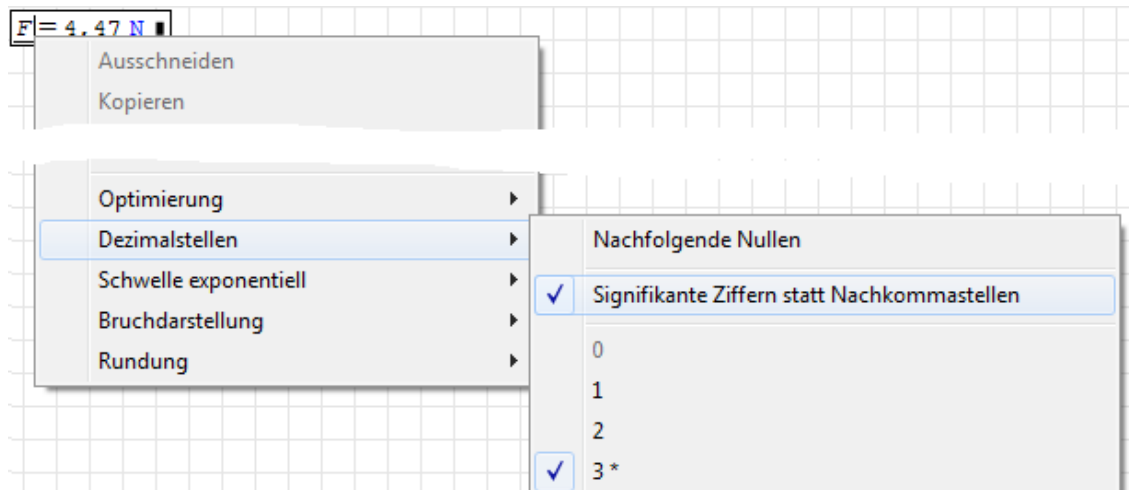 F = 4,47 N
Ausschneiden
Kopieren
Optimierung
Dezimalstellen
Schwelle exponentiell
Bruchdarstellung
Rundung
Nachfolgende Nullen
Signifikante Ziffern statt Nachkommastellen
0
1
2
3 *